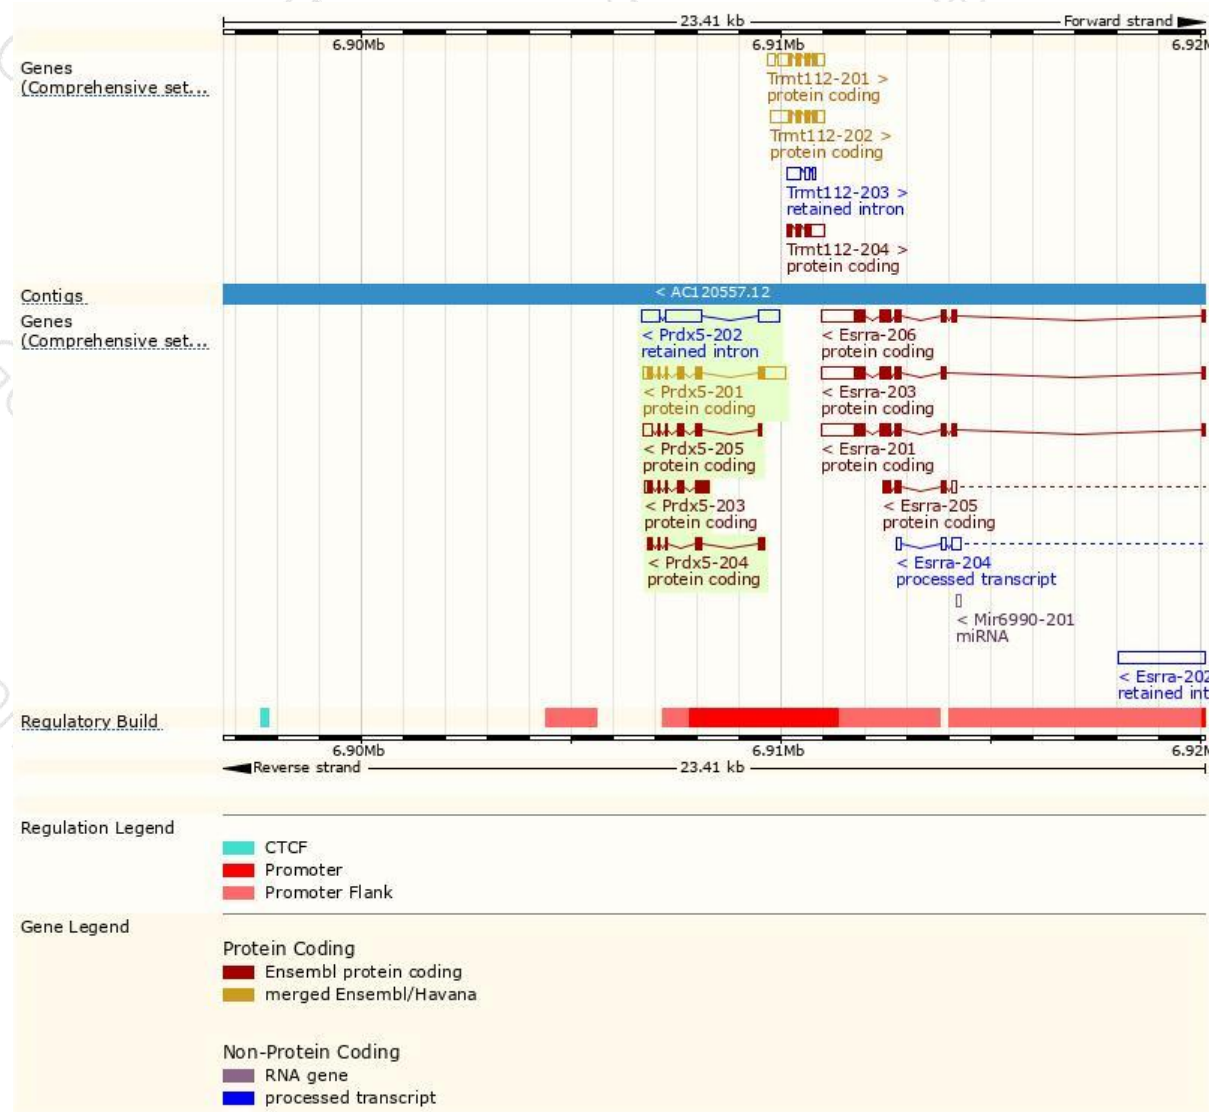 23.41 kb
Forward strand
6.90Mb
6.91Mb
6.92M
Genes
(Comprehensive set...
Trmt112-201 >
protein coding
Trmt112-202 >
protein coding
Trmt112-203 >
retained intron
Trmt112-204 >
protein coding
Contigs
< AC120557.12
Genes
(Comprehensive set...
< Prdx5-202
retained intron
< Esrra-206
protein coding
< Prdx5-201
protein coding
< Esrra-203
protein coding
< Prdx5-205
protein coding
< Esrra-201
protein coding
< Prdx5-203
protein coding
< Esrra-205
protein coding
< Prdx5-204
protein coding
< Esrra-204
processed transcript
< Mir6990-201
miRNA
< Esrra-202
retained int
Regulatory Build
6.90Mb
6.91Mb
6.92M
Reverse strand
23.41 kb
Regulation Legend
CTCF
Promoter
Promoter Flank
Gene Legend
Protein Coding
Ensembl protein coding
merged Ensembl/Havana
Non-Protein Coding
RNA gene
processed transcript